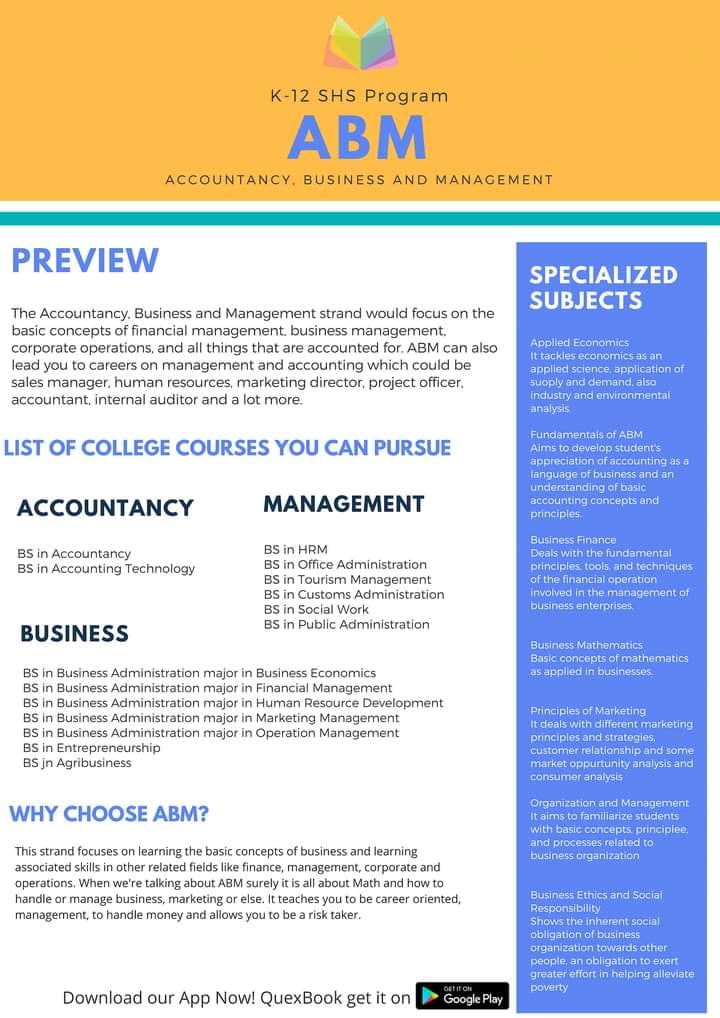 K-12 SHS Program
ABM
ACCOUNTANCY, BUSINESS AND MANAGEMENT
PREVIEW
The Accountancy, Business and Management strand would focus on the
basic concepts of financial management, business management,
corporate operations, and all things that are accounted for. ABM can also
lead you to careers on management and accounting which could be
sales manager, human resources, marketing director, project officer,
accountant, internal auditor and a lot more.
LIST OF COLLEGE COURSES YOU CAN PURSUE
ACCOUNTANCY
BS in Accountancy
BS in Accounting Technology
MANAGEMENT
BS in HRM
BS in Office Administration
BS in Tourism Management
BS in Customs Administration
BS in Social Work
BS in Public Administration
BUSINESS
BS in Business Administration major in Business Economics
BS in Business Administration major in Financial Management
BS in Business Administration major in Human Resource Development
BS in Business Administration major in Marketing Management
BS in Business Administration major in Operation Management
BS in Entrepreneurship
BS jn Agribusiness
WHY CHOOSE ABM?
This strand focuses on learning the basic concepts of business and learning
associated skills in other related fields like finance, management, corporate and
operations. When we're talking about ABM surely it is all about Math and how to
handle or manage business, marketing or else. It teaches you to be career oriented,
management, to handle money and allows you to be a risk taker.
SPECIALIZED
SUBJECTS
Applied Economics
It tackles economics as an
applied science, application of
suoply and demand, also
industry and environmental
analysis.
Fundamentals of ABM
Aims to develop student's
appreciation of accounting as a
language of business and an
understanding of basic
accounting concepts and
principles.
Business Finance
Deals with the fundamental
principles, tools, and techniques
of the financial operation
involved in the management of
business enterprises.
Business Mathematics
Basic concepts of mathematics
as applied in businesses.
Principles of Marketing
It deals with different marketing
principles and strategies,
customer relationship and some
market oppurtunity analysis and
consumer analysis
Organization and Management
It aims to familiarize students
with basic concepts, principlee,
and processes related to
business organization
Business Ethics and Social
Responsibility
Shows the inherent social
obligation of business
organization towards other
people, an obligation to exert
greater effort in helping alleviate
poverty
Download our App Now! QuexBook get it on
GET IT ON
Google Play